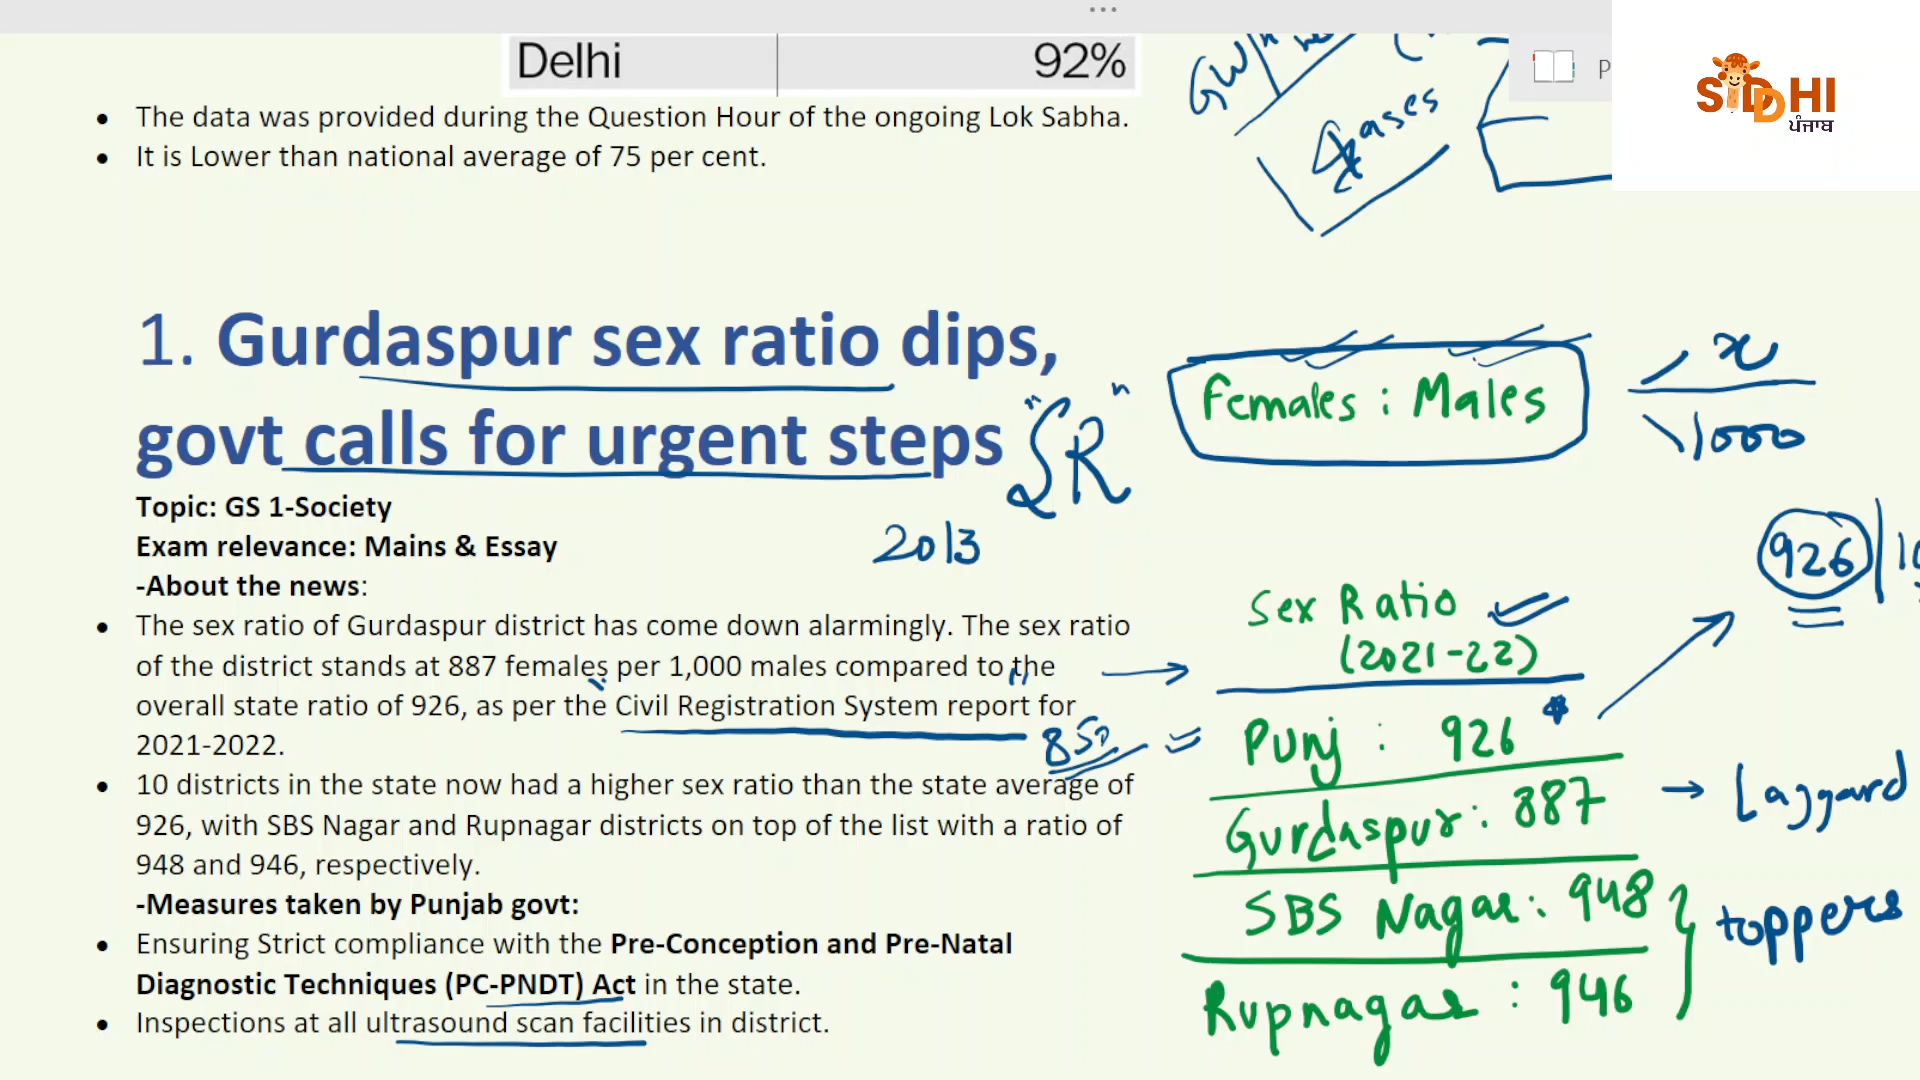 Delhi 92%
The data was provided during the Question Hour of the ongoing Lok Sabha.
It is Lower than national average of 75 per cent.
GW
gases
P
SIDDHI
ਪੰਜਾਬ
1. Gurdaspur sex ratio dips,
govt calls for urgent steps
"SR"
Females : Males
x
1000
Topic: GS 1-Society
Exam relevance: Mains & Essay
2013
-About the news:
The sex ratio of Gurdaspur district has come down alarmingly. The sex ratio
of the district stands at 887 females per 1,000 males compared to the
overall state ratio of 926, as per the Civil Registration System report for
2021-2022.
10 districts in the state now had a higher sex ratio than the state average of
926, with SBS Nagar and Rupnagar districts on top of the list with a ratio of
948 and 946, respectively.
-Measures taken by Punjab govt:
Ensuring Strict compliance with the Pre-Conception and Pre-Natal
Diagnostic Techniques (PC-PNDT) Act in the state.
Inspections at all ultrasound scan facilities in district.
926
Sex Ratio
(2021-22)
Punj : 926
Gurdaspur : 887 → Laggard
SBS Nagar : 948
toppers
Rupnagar : 946